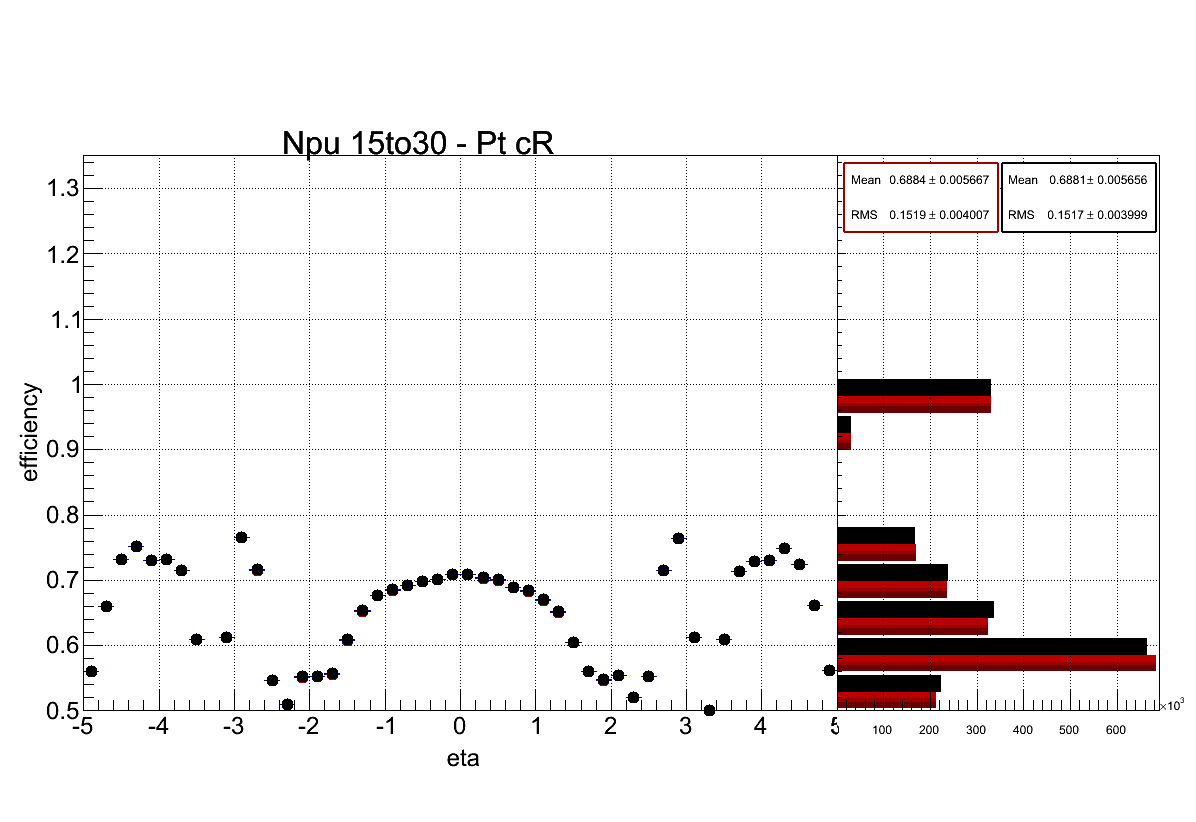 Npu 15to30 - Pt cR
Mean 0.6884 ± 0.005667
RMS 0.1519 ± 0.004007
Mean 0.6881± 0.005656
RMS 0.1517 ± 0.003999
efficiency
1.3
1.2
1.1
1
0.9
0.8
0.7
0.6
0.5
-5 -4 -3 -2 -1 0 1 2 3 4
eta
100 200 300 400 500 600
×10³